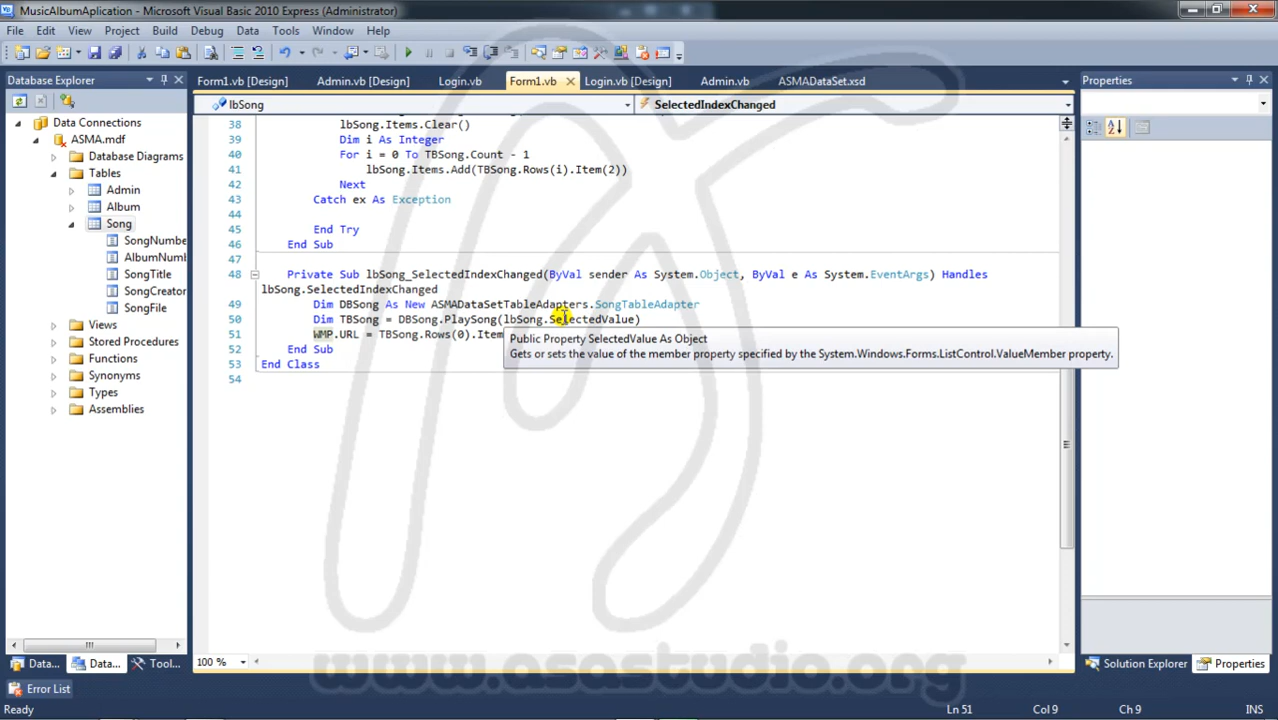 MusicAlbumAplication - Microsoft Visual Basic 2010 Express (Administrator)
File Edit View Project Build Debug Data Tools Window Help
Database Explorer
Form1.vb [Design] Admin.vb [Design] Login.vb Form1.vb Login.vb [Design] Admin.vb ASMADataSet.xsd
Properties
lbSong SelectedIndexChanged
Data Connections
ASMA.mdf
Database Diagrams
Tables
Admin
Album
Song
SongNumbe
AlbumNumb
SongTitle
SongCreator
SongFile
Views
Stored Procedures
Functions
Synonyms
Types
Assemblies
38 lbSong.Items.Clear()
39 Dim i As Integer
40 For i = 0 To TBSong.Count - 1
41 lbSong.Items.Add(TBSong.Rows(i).Item(2))
42 Next
43 Catch ex As Exception
44
45 End Try
46 End Sub
47
48 Private Sub lbSong_SelectedIndexChanged(ByVal sender As System.Object, ByVal e As System.EventArgs) Handles
lbSong.SelectedIndexChanged
49 Dim DBSong As New ASMADataSetTableAdapters.SongTableAdapter
50 Dim TBSong = DBSong.PlaySong(lbSong.SelectedValue)
51 WMP.URL = TBSong.Rows(0).Item
52 End Sub
53 End Class
54
Public Property SelectedValue As Object
Gets or sets the value of the member property specified by the System.Windows.Forms.ListControl.ValueMember property.
100 %
Data... Data... Tool...
Solution Explorer Properties
Error List
www.asastudio.org
Ready Ln 51 Col 9 Ch 9 INS